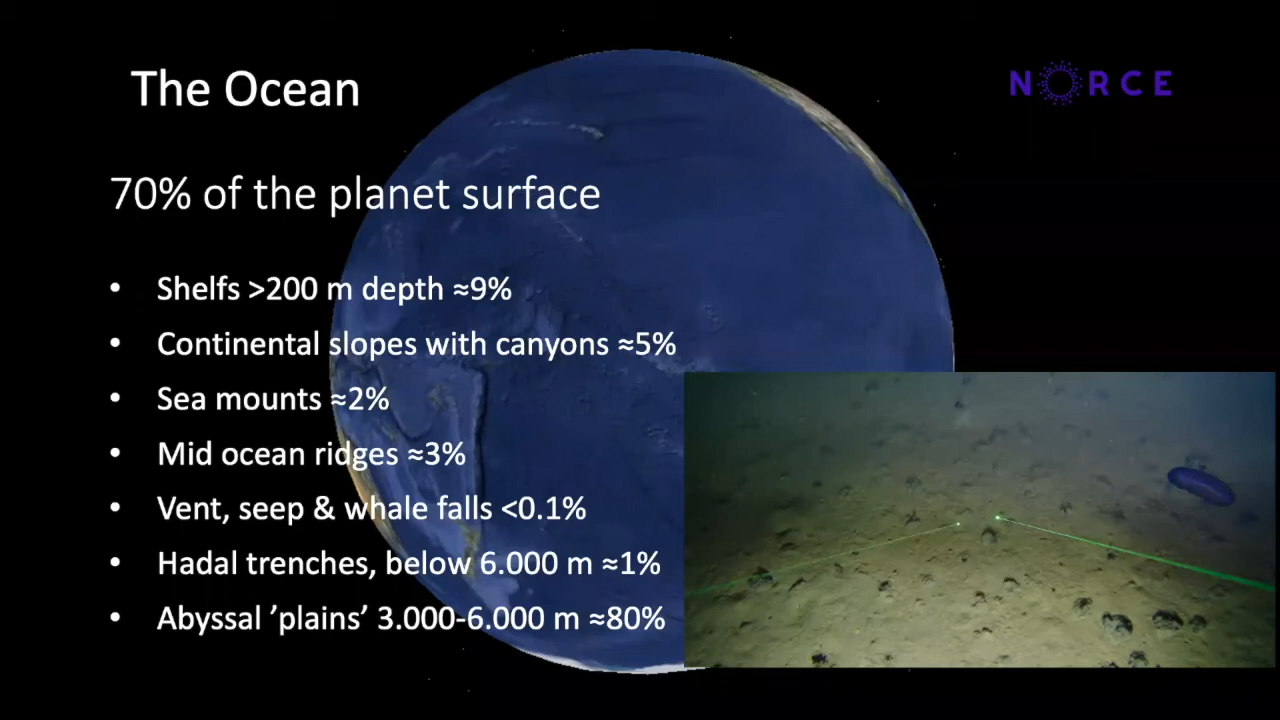 The Ocean
NORCE
70% of the planet surface
• Shelfs >200 m depth ≈9%
• Continental slopes with canyons ≈5%
• Sea mounts ≈2%
• Mid ocean ridges ≈3%
• Vent, seep & whale falls <0.1%
• Hadal trenches, below 6.000 m ≈1%
• Abyssal ’plains’ 3.000-6.000 m ≈80%